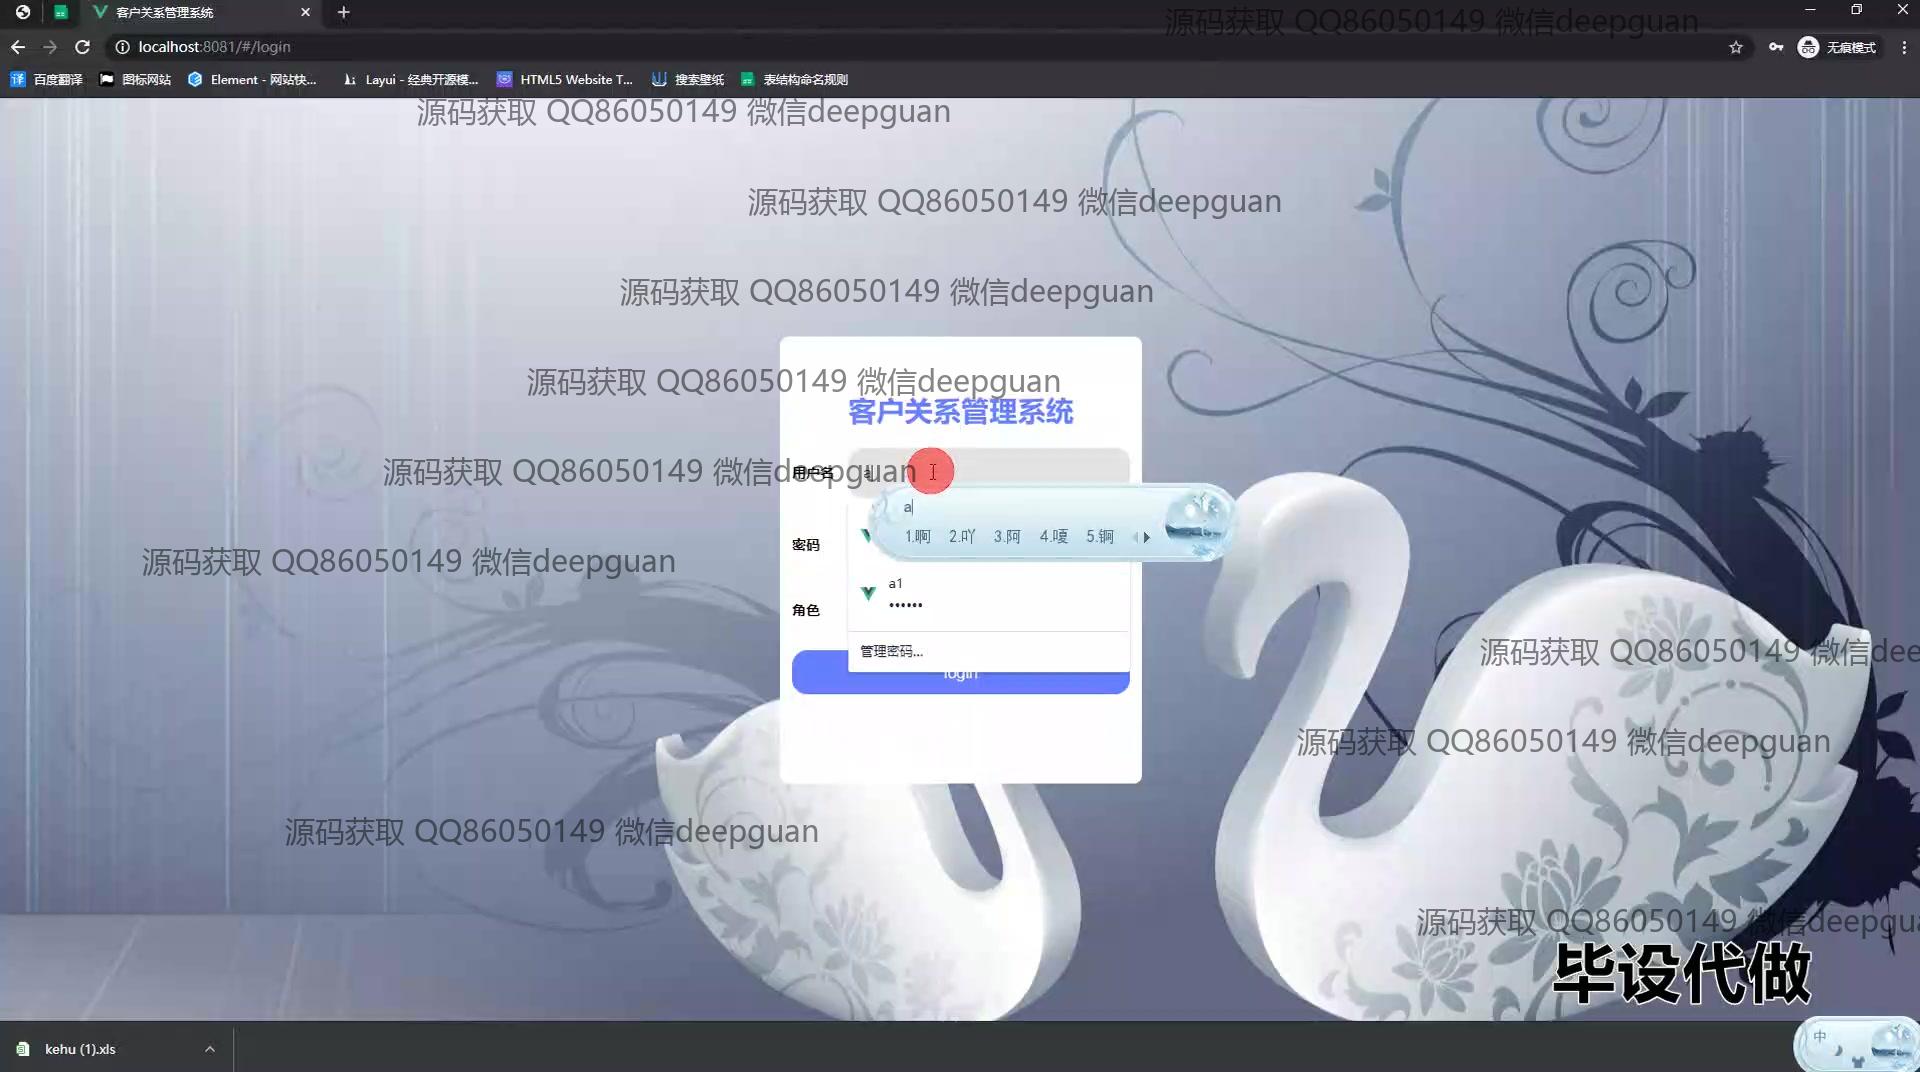 客户关系管理系统
源码获取 QQ86050149 微信deepguan
localhost:8081/#/login
无痕模式
百度翻译 图标网站 Element - 网站快... Layui - 经典开源模... HTML5 Website T... 搜索壁纸 表结构命名规则
源码获取 QQ86050149 微信deepguan
源码获取 QQ86050149 微信deepguan
源码获取 QQ86050149 微信deepguan
源码获取 QQ86050149 微信deepguan
客户关系管理系统
源码获取 QQ86050149 微信deepguan
用户名 a
a
1.啊 2.吖 3.阿 4.嗄 5.锕
密码
源码获取 QQ86050149 微信deepguan
a1
••••••
角色
管理密码...
源码获取 QQ86050149 微信dee
login
源码获取 QQ86050149 微信deepguan
源码获取 QQ86050149 微信deepguan
源码获取 QQ86050149 微信deepgu
毕设代做
kehu (1).xls
中